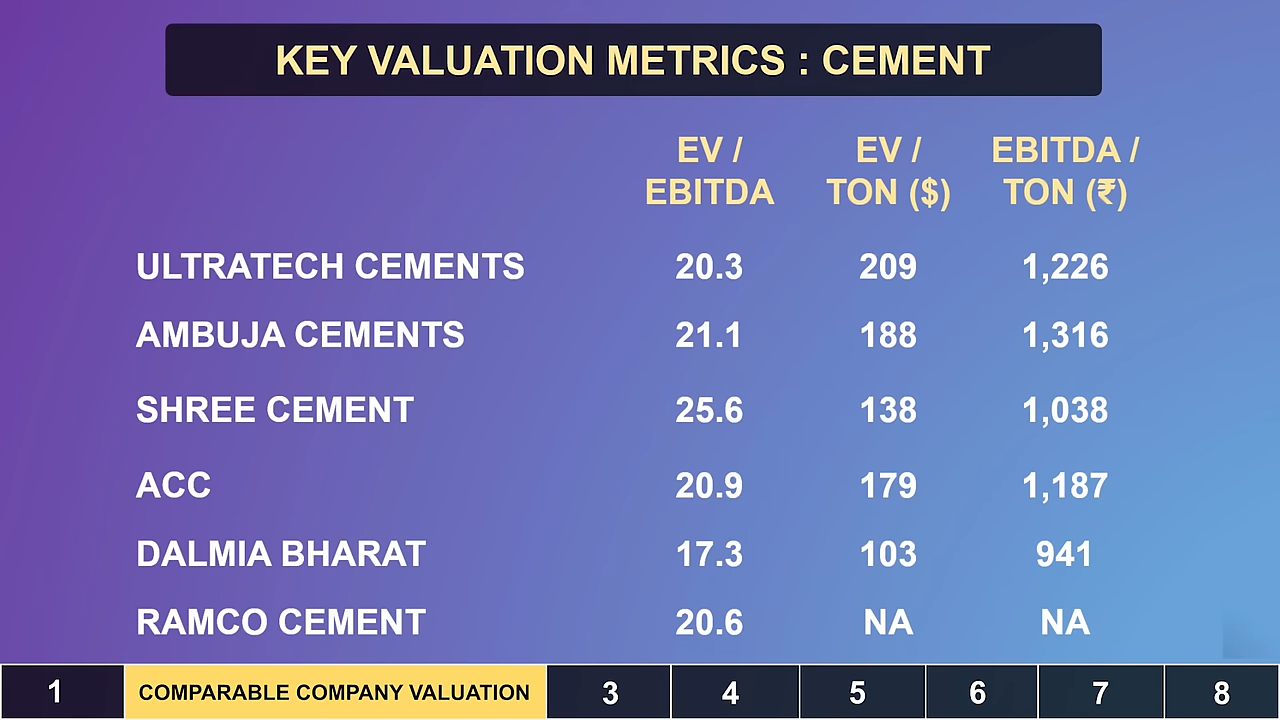 KEY VALUATION METRICS : CEMENT
EV / EBITDA EV / TON ($) EBITDA / TON (₹)
ULTRATECH CEMENTS 20.3 209 1,226
AMBUJA CEMENTS 21.1 188 1,316
SHREE CEMENT 25.6 138 1,038
ACC 20.9 179 1,187
DALMIA BHARAT 17.3 103 941
RAMCO CEMENT 20.6 NA NA
1 COMPARABLE COMPANY VALUATION 3 4 5 6 7 8